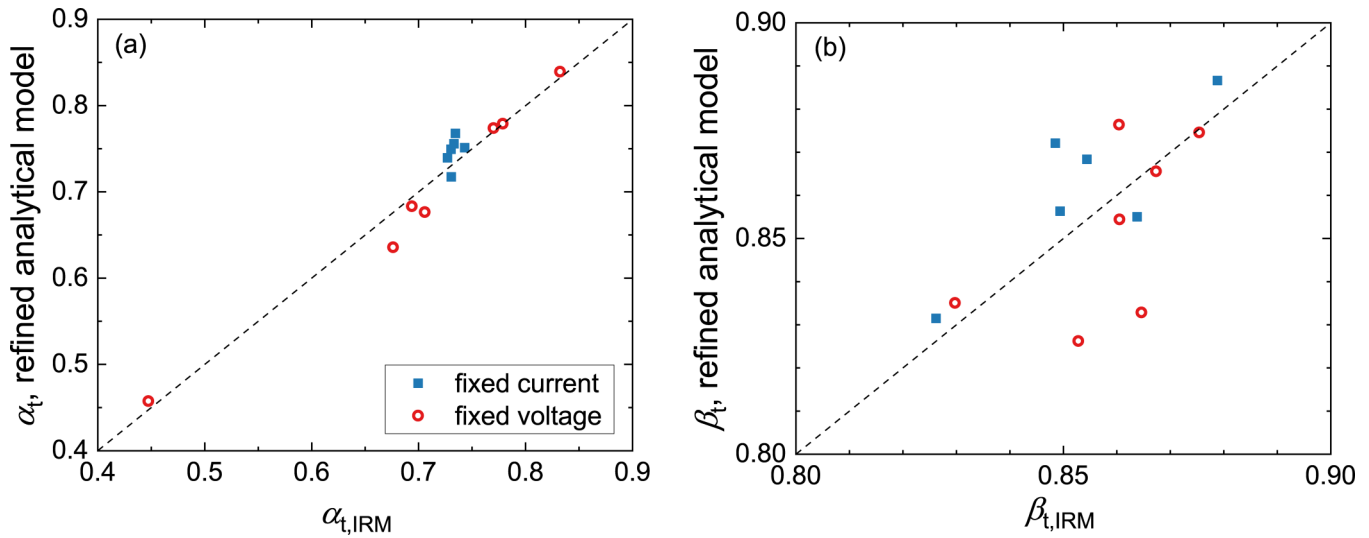 (a)
αt, refined analytical model
0.9
0.8
0.7
0.6
0.5
0.4
0.4 0.5 0.6 0.7 0.8 0.9
αt,IRM
fixed current
fixed voltage
(b)
βt, refined analytical model
0.90
0.85
0.80
0.80 0.85 0.90
βt,IRM